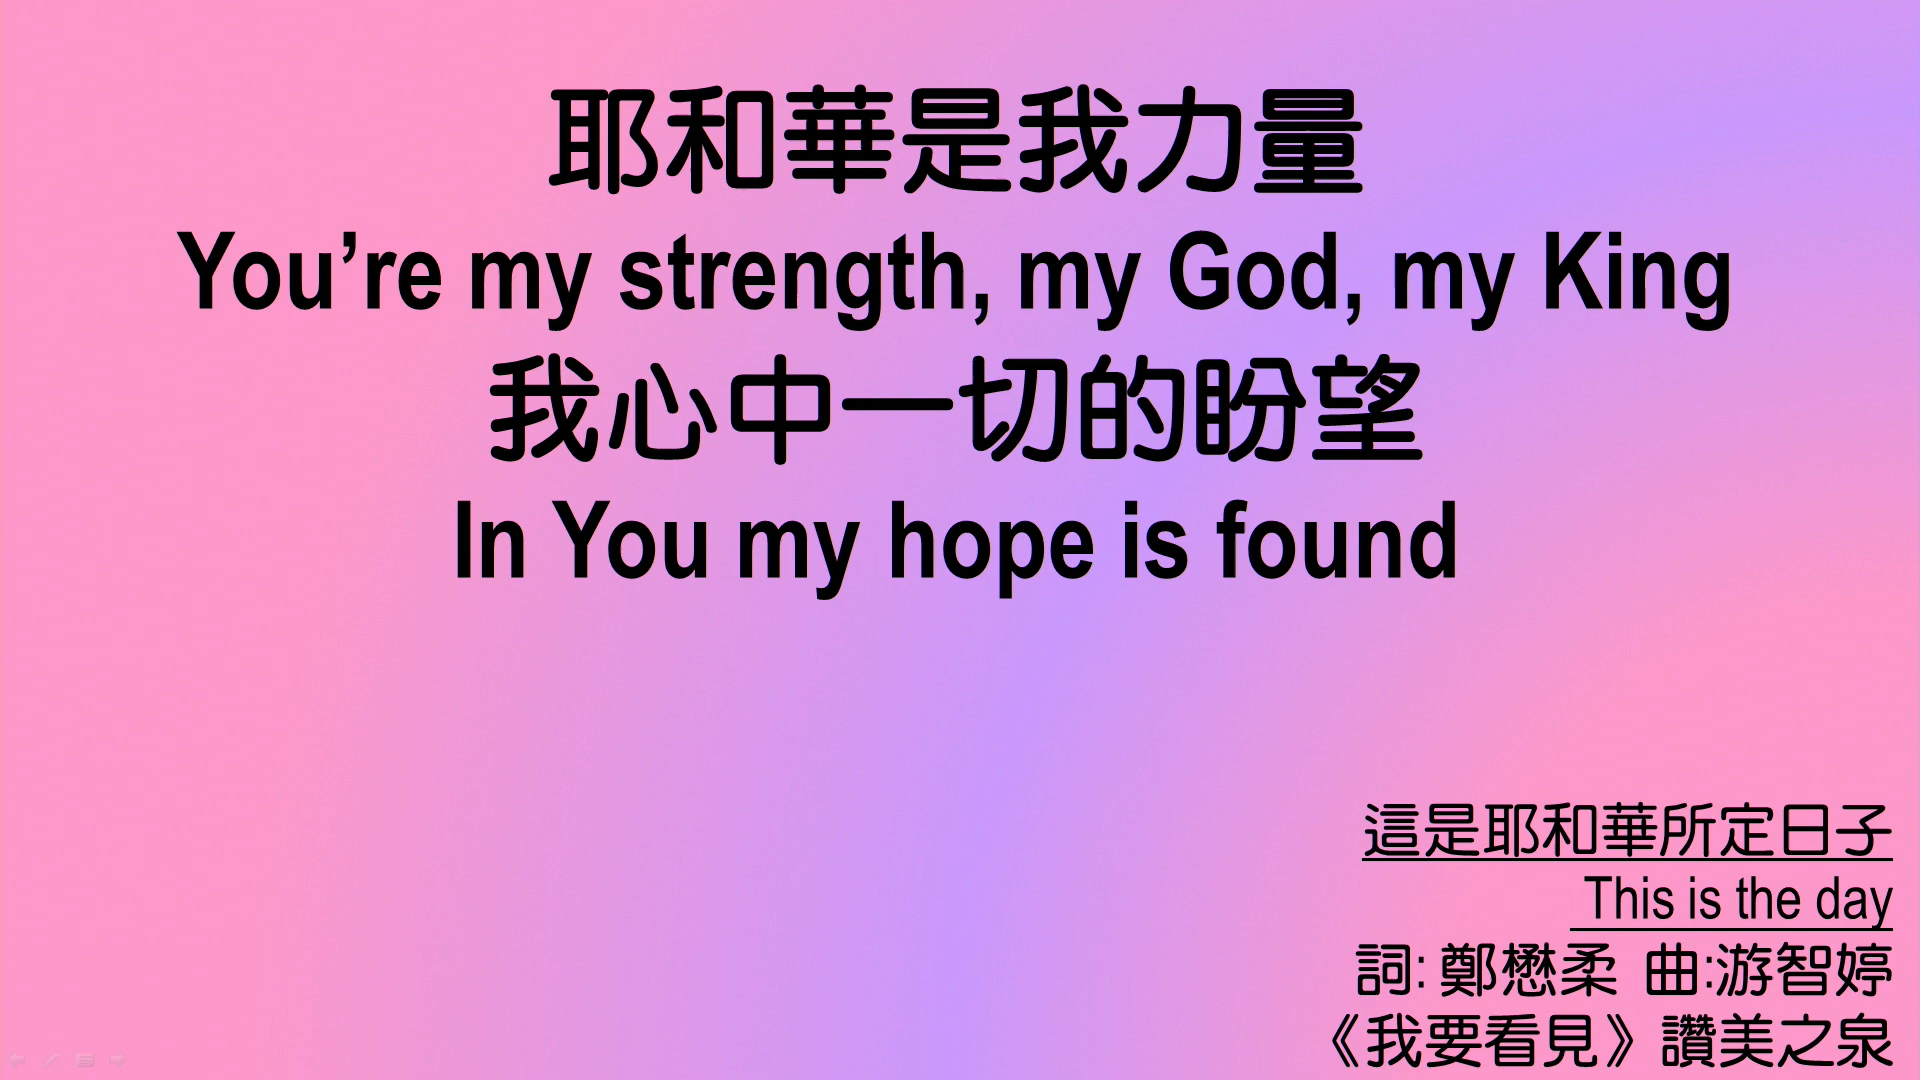 耶和華是我力量
You’re my strength, my God, my King
我心中一切的盼望
In You my hope is found
這是耶和華所定日子
This is the day
詞: 鄭懋柔 曲:游智婷
《我要看見》讚美之泉